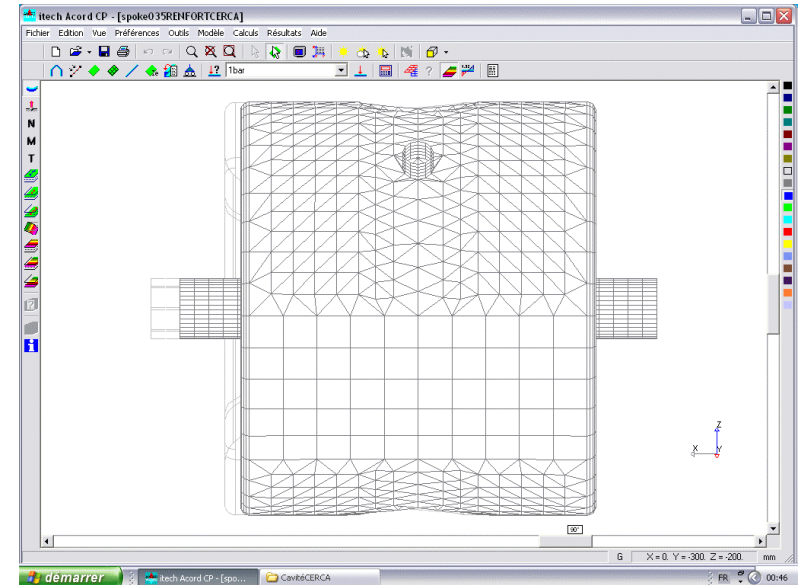 itech Acord CP - [spoke035RENFORTCERCA]
Fichier Edition Vue Préférences Outils Modèle Calculs Résultats Aide
1bar
N
M
T
Z
X Y
90°
G X = 0. Y = -300. Z = -200. mm
démarrer itech Acord CP - [spo... CavitéCERCA FR 00:46